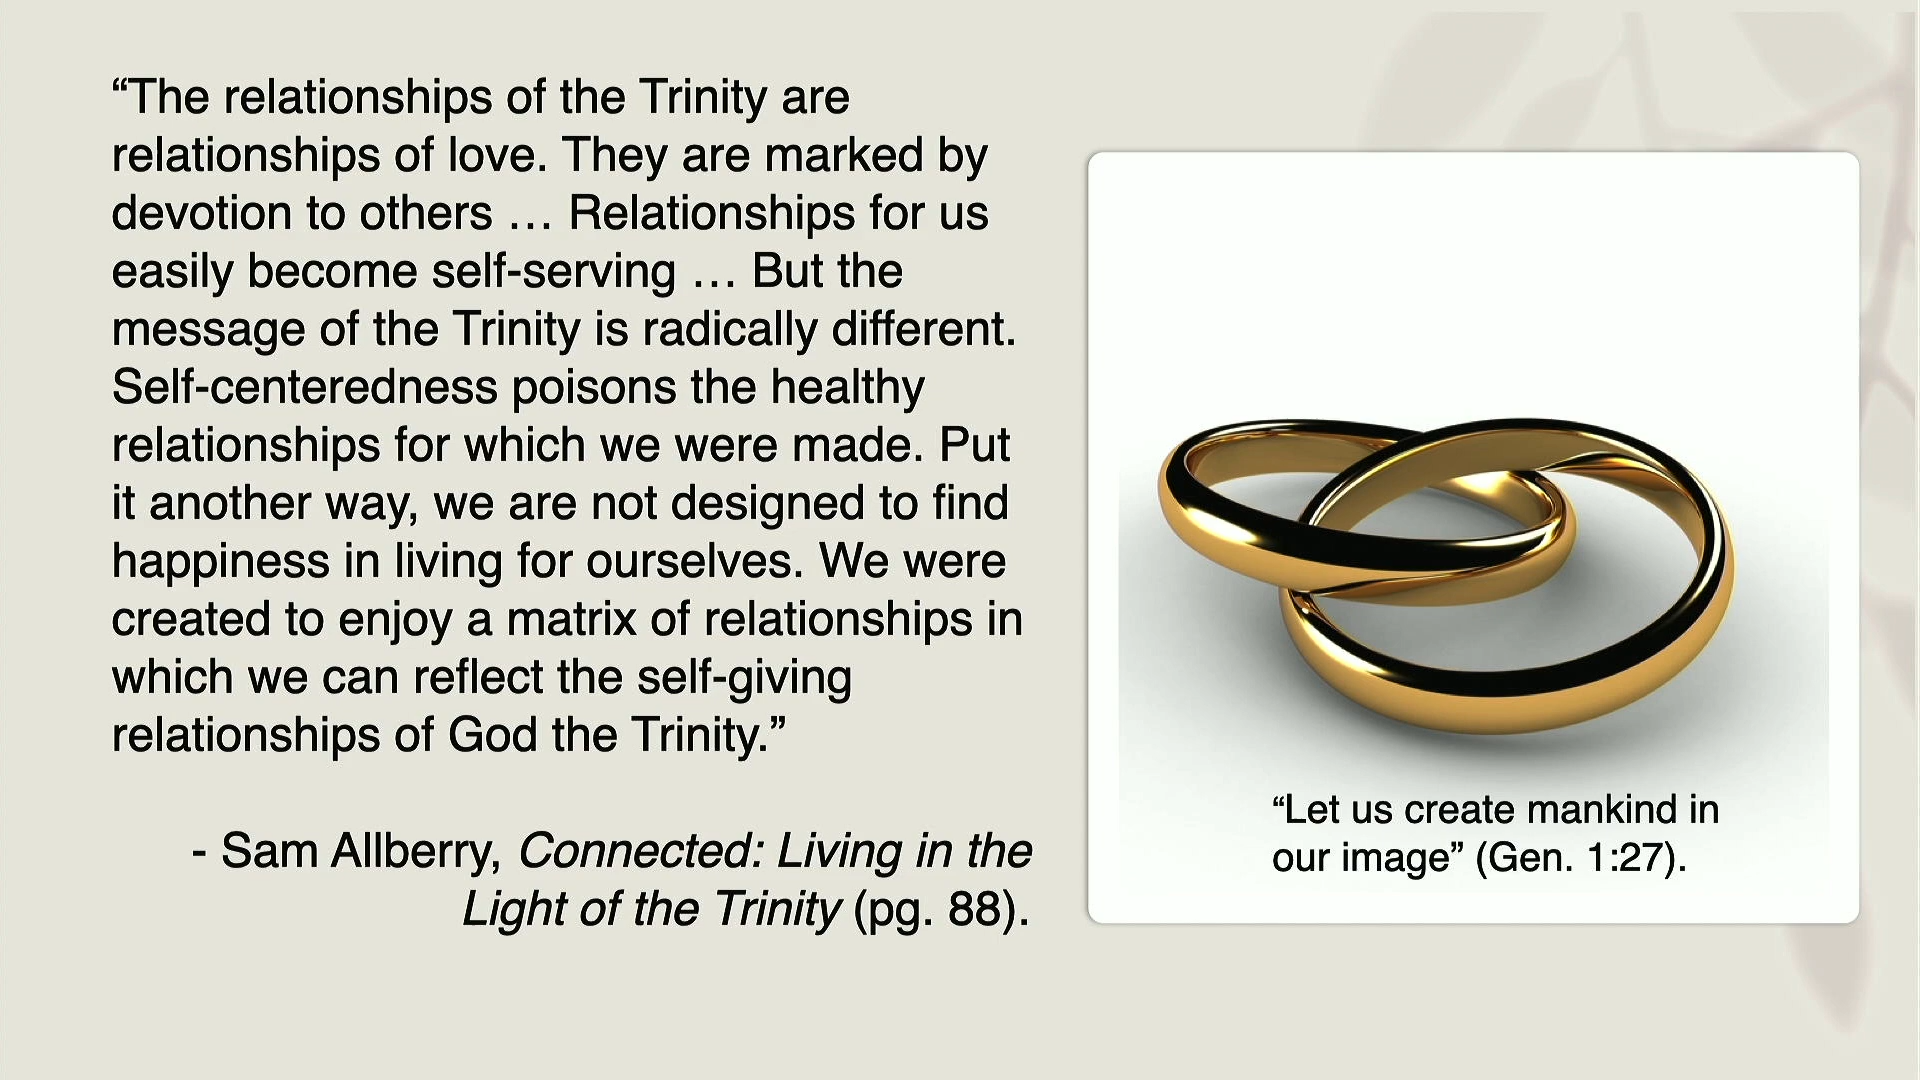 “The relationships of the Trinity are
relationships of love. They are marked by
devotion to others … Relationships for us
easily become self-serving … But the
message of the Trinity is radically different.
Self-centeredness poisons the healthy
relationships for which we were made. Put
it another way, we are not designed to find
happiness in living for ourselves. We were
created to enjoy a matrix of relationships in
which we can reflect the self-giving
relationships of God the Trinity.”
- Sam Allberry, Connected: Living in the
Light of the Trinity (pg. 88).
“Let us create mankind in
our image” (Gen. 1:27).